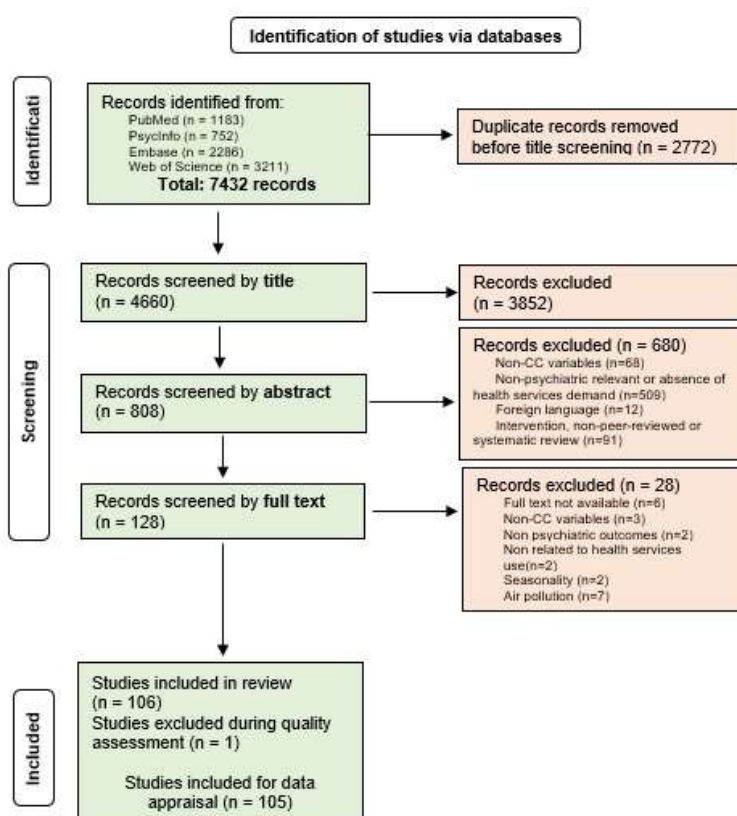 Identification of studies via databases
Identificati
Records identified from:
PubMed (n = 1183)
PsycInfo (n = 752)
Embase (n = 2286)
Web of Science (n = 3211)
Total: 7432 records
Duplicate records removed
before title screening (n = 2772)
Screening
Records screened by title
(n = 4660)
Records excluded
(n = 3852)
Records screened by abstract
(n = 808)
Records excluded (n = 680)
Non-CC variables (n=68)
Non-psychiatric relevant or absence of
health services demand (n=509)
Foreign language (n=12)
Intervention, non-peer-reviewed or
systematic review (n=91)
Records screened by full text
(n = 128)
Records excluded (n = 28)
Full text not available (n=6)
Non-CC variables (n=3)
Non psychiatric outcomes (n=2)
Non related to health services
use(n=2)
Seasonality (n=2)
Air pollution (n=7)
Included
Studies included in review
(n = 106)
Studies excluded during quality
assessment (n = 1)
Studies included for data
appraisal (n = 105)